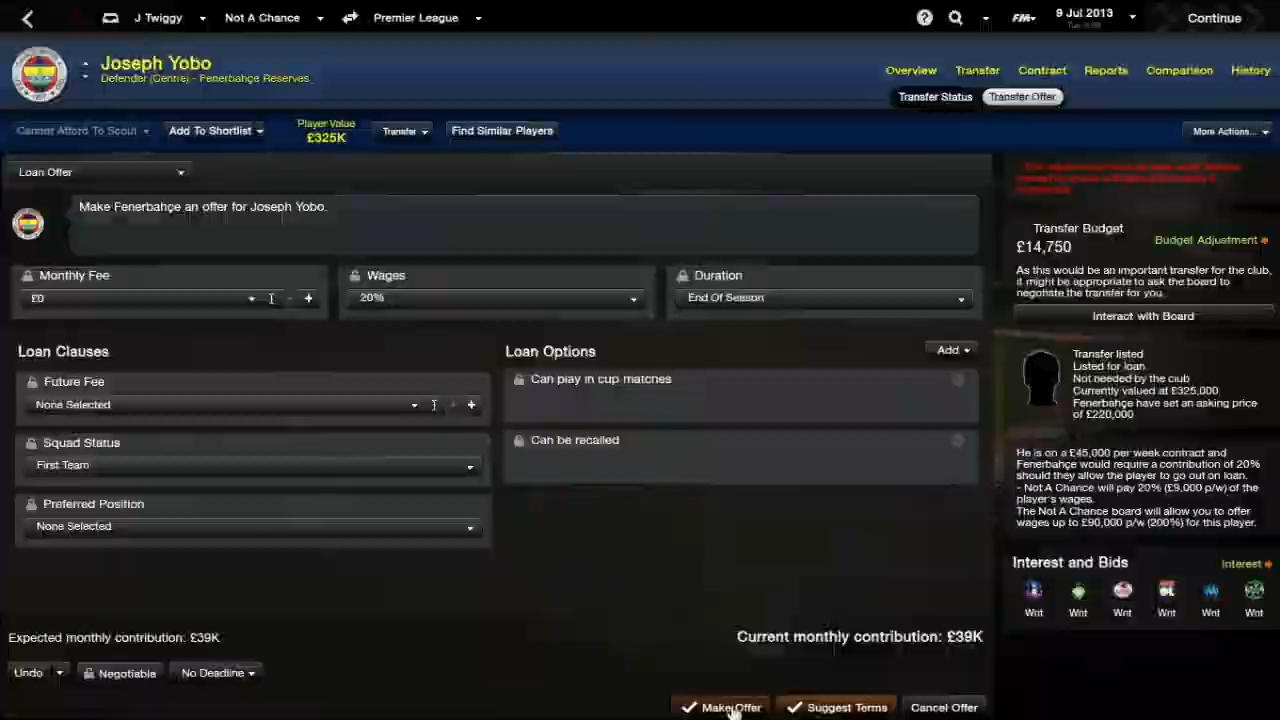 J Twiggy
Not A Chance
Premier League
FM
9 Jul 2013
Continue
Joseph Yobo
Defender (Centre) - Fenerbahçe Reserves
Overview
Transfer
Contract
Reports
Comparison
History
Transfer Status
Transfer Offer
Cannot Afford To Scout
Add To Shortlist
Player Value
£325K
Transfer
Find Similar Players
More Actions...
Loan Offer
Make Fenerbahçe an offer for Joseph Yobo.
Monthly Fee
£0
Wages
20%
Duration
End Of Season
Loan Clauses
Future Fee
None Selected
Squad Status
First Team
Preferred Position
None Selected
Loan Options
Add
Can play in cup matches
Can be recalled
Expected monthly contribution: £39K
Current monthly contribution: £39K
Undo
Negotiable
No Deadline
Make Offer
Suggest Terms
Cancel Offer
Transfer Budget
£14,750
Budget Adjustment
As this would be an important transfer for the club,
it might be appropriate to ask the board to
negotiate the transfer for you.
Interact with Board
Transfer listed
Listed for loan
Not needed by the club
Currently valued at £325,000
Fenerbahçe have set an asking price
of £220,000
He is on a £45,000 per week contract and
Fenerbahçe would require a contribution of 20%
should they allow the player to go out on loan.
- Not A Chance will pay 20% (£9,000 p/w) of the
player's wages.
The Not A Chance board will allow you to offer
wages up to £90,000 p/w (200%) for this player.
Interest and Bids
Interest
Wnt
Wnt
Wnt
Wnt
Wnt
Wnt